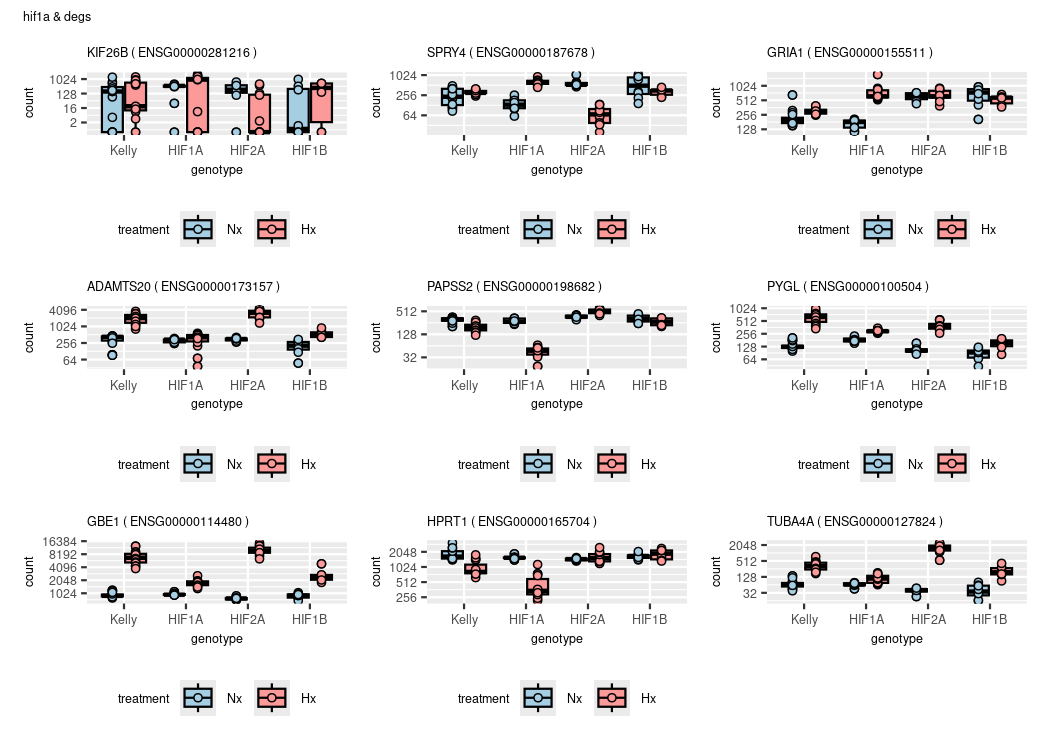 hif1a & degs
KIF26B ( ENSG00000281216 )
SPRY4 ( ENSG00000187678 )
GRIA1 ( ENSG00000155511 )
count
1024
128
16
2
Kelly HIF1A HIF2A HIF1B
genotype
treatment Nx Hx
count
1024
256
64
Kelly HIF1A HIF2A HIF1B
genotype
treatment Nx Hx
count
1024
512
256
128
Kelly HIF1A HIF2A HIF1B
genotype
treatment Nx Hx
ADAMTS20 ( ENSG00000173157 )
PAPSS2 ( ENSG00000198682 )
PYGL ( ENSG00000100504 )
count
4096
1024
256
64
Kelly HIF1A HIF2A HIF1B
genotype
treatment Nx Hx
count
512
128
32
Kelly HIF1A HIF2A HIF1B
genotype
treatment Nx Hx
count
1024
512
256
128
64
Kelly HIF1A HIF2A HIF1B
genotype
treatment Nx Hx
GBE1 ( ENSG00000114480 )
HPRT1 ( ENSG00000165704 )
TUBA4A ( ENSG00000127824 )
count
16384
8192
4096
2048
1024
Kelly HIF1A HIF2A HIF1B
genotype
treatment Nx Hx
count
2048
1024
512
256
Kelly HIF1A HIF2A HIF1B
genotype
treatment Nx Hx
count
2048
512
128
32
Kelly HIF1A HIF2A HIF1B
genotype